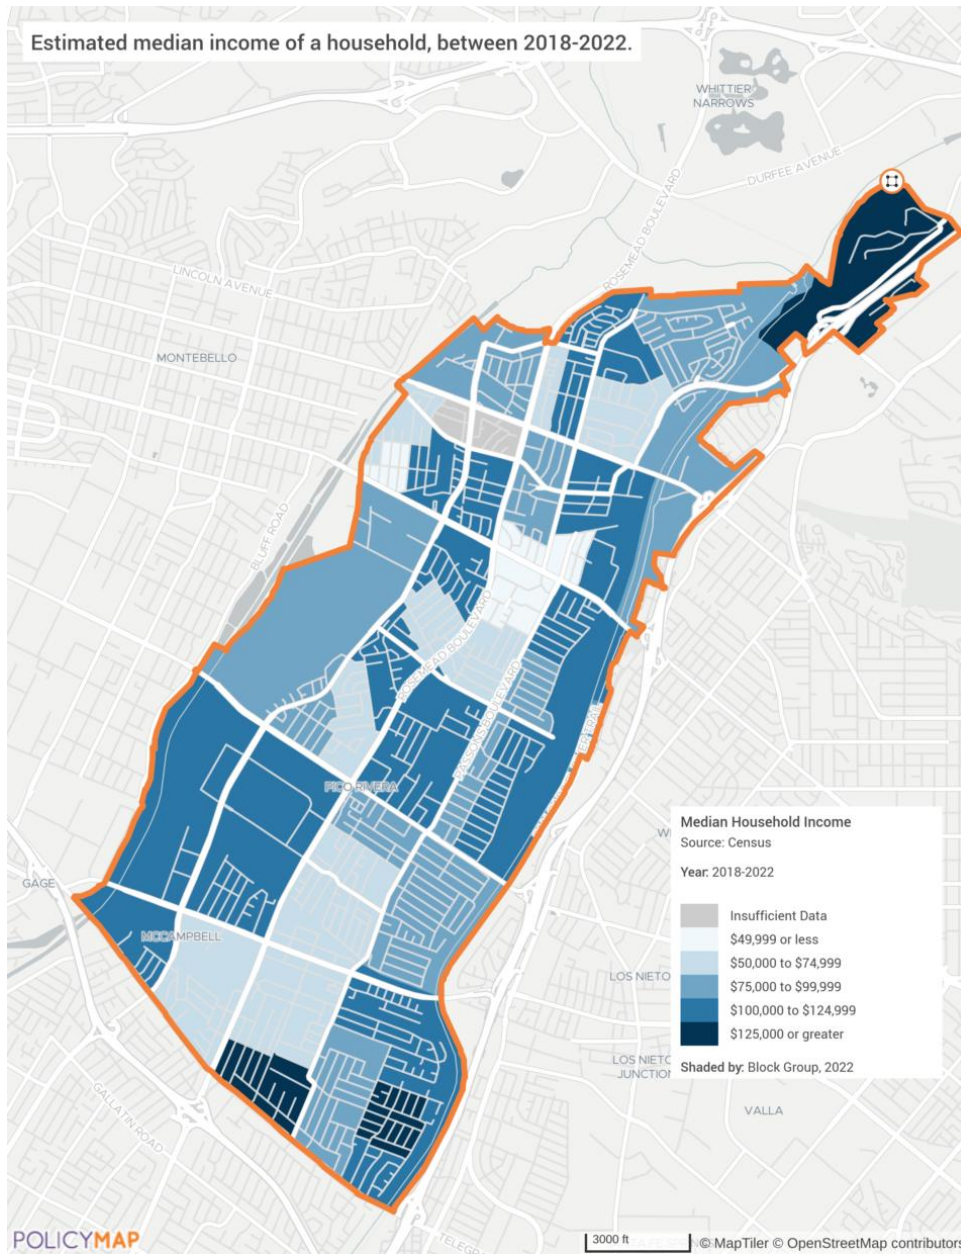 Estimated median income of a household, between 2018-2022.
WHITTIER
NARROWS
DURFEE AVENUE
ROSEMEAD BOULEVARD
LINCOLN AVENUE
MONTEBELLO
BLUFF ROAD
ROSEMEAD BOULEVARD
PASSONS BOULEVARD
TRAIL
PICO RIVERA
GAGE
MCCAMPBELL
Median Household Income
Source: Census
Year: 2018-2022
Insufficient Data
$49,999 or less
$50,000 to $74,999
$75,000 to $99,999
$100,000 to $124,999
$125,000 or greater
Shaded by: Block Group, 2022
LOS NIETO
LOS NIETO
JUNCTION
VALLA
GALLATIN ROAD
TELEGR
POLICYMAP
3000 ft
© MapTiler © OpenStreetMap contributors